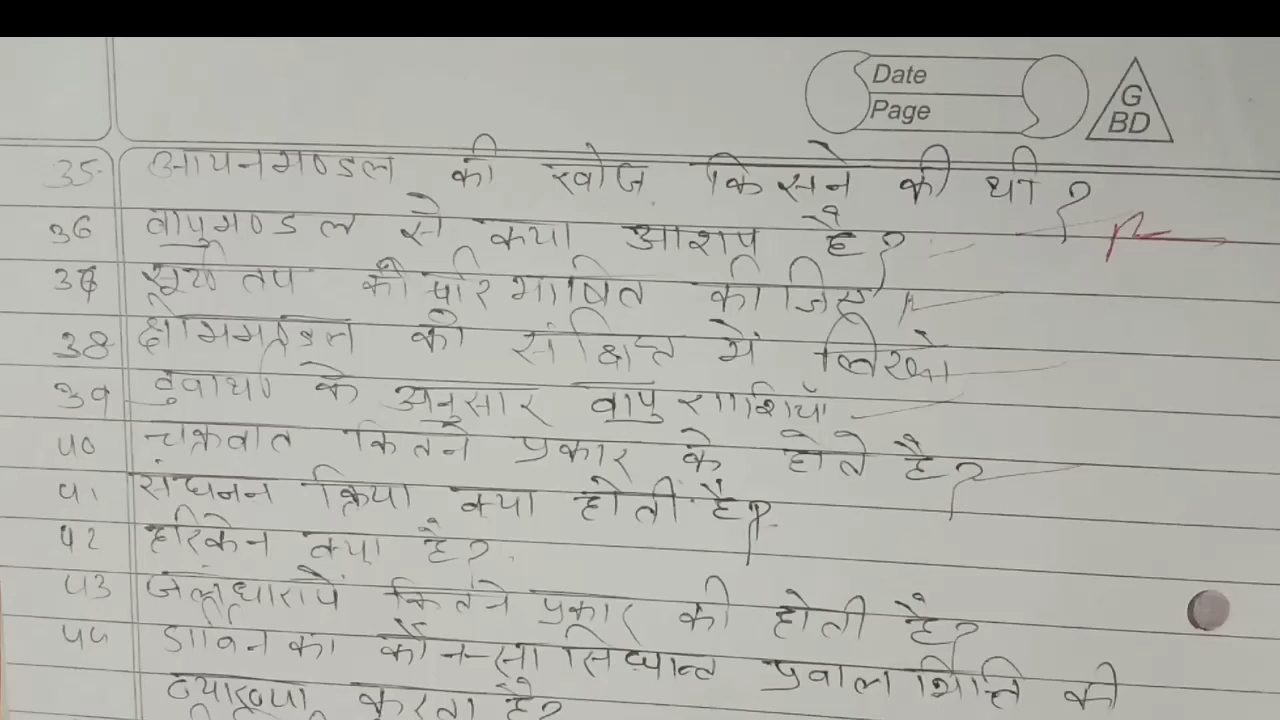 Date
Page
G
BD
35. आयनमण्डल की खोज किसने की थी ?
36 वायुमण्डल से क्या आशय है ?
37 सूर्य तप को परिभाषित कीजिए
38 क्षोभमण्डल को संक्षिप्त में लिखो
39 के अनुसार वायु राशियाँ
40 चक्रवात कितने प्रकार के होते है ?
41 संघनन क्रिया क्या होती है ?
42 हरिकेन क्या है ?
43 जलधारायें कितने प्रकार की होती है ?
44 डार्विन का कौन-सा सिध्दान्त प्रवाल भित्ति की
व्याख्या करता है ?